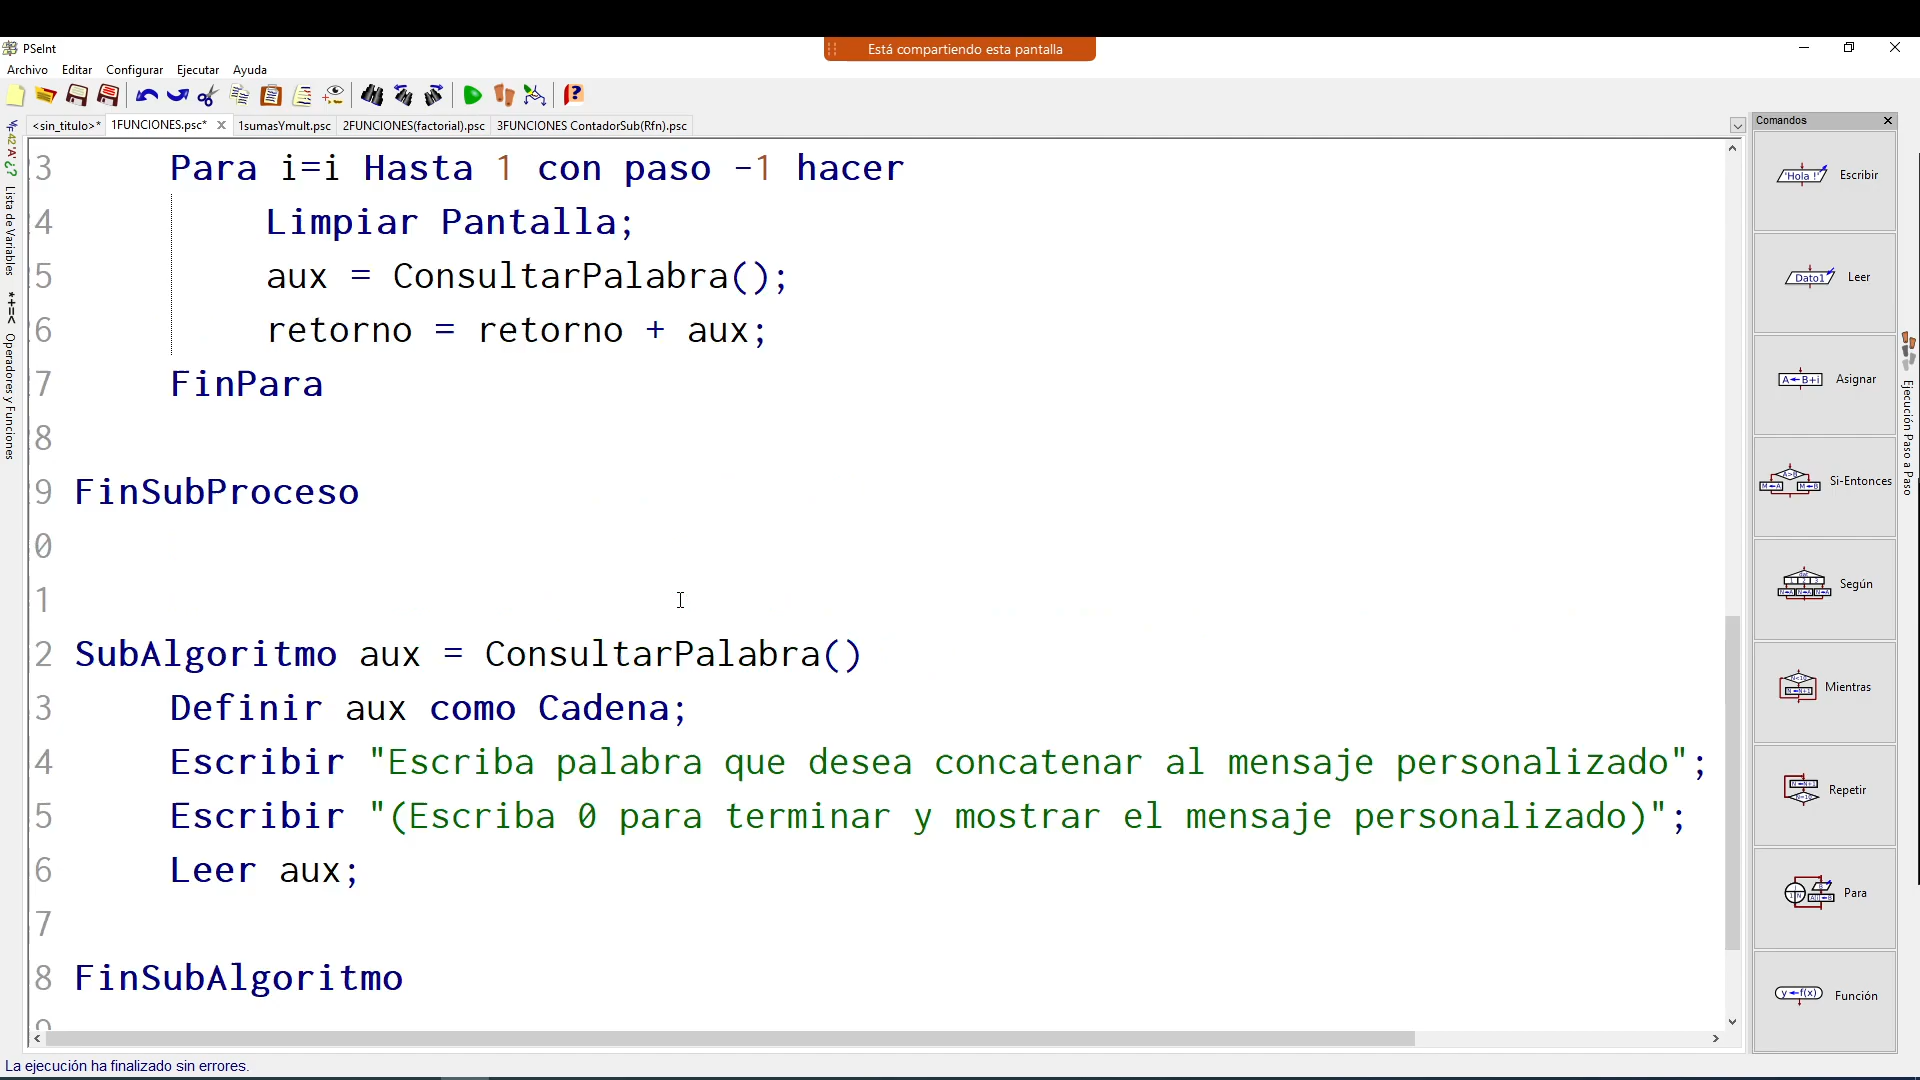 PSeInt
Está compartiendo esta pantalla
Archivo Editar Configurar Ejecutar Ayuda
<sin_titulo>* 1FUNCIONES.psc* 1sumasYmult.psc 2FUNCIONES(factorial).psc 3FUNCIONES ContadorSub(Rfn).psc
3 Para i=i Hasta 1 con paso -1 hacer
4 Limpiar Pantalla;
5 aux = ConsultarPalabra();
6 retorno = retorno + aux;
7 FinPara
8
9 FinSubProceso
0
1
2 SubAlgoritmo aux = ConsultarPalabra()
3 Definir aux como Cadena;
4 Escribir "Escriba palabra que desea concatenar al mensaje personalizado";
5 Escribir "(Escriba 0 para terminar y mostrar el mensaje personalizado)";
6 Leer aux;
7
8 FinSubAlgoritmo
Lista de Variables
*+=< Operadores y Funciones
Comandos
'Hola !' Escribir
Dato1 Leer
A←B+i Asignar
Si-Entonces
Según
Mientras
Repetir
Para
y←f(x) Función
Ejecución Paso a Paso
La ejecución ha finalizado sin errores.